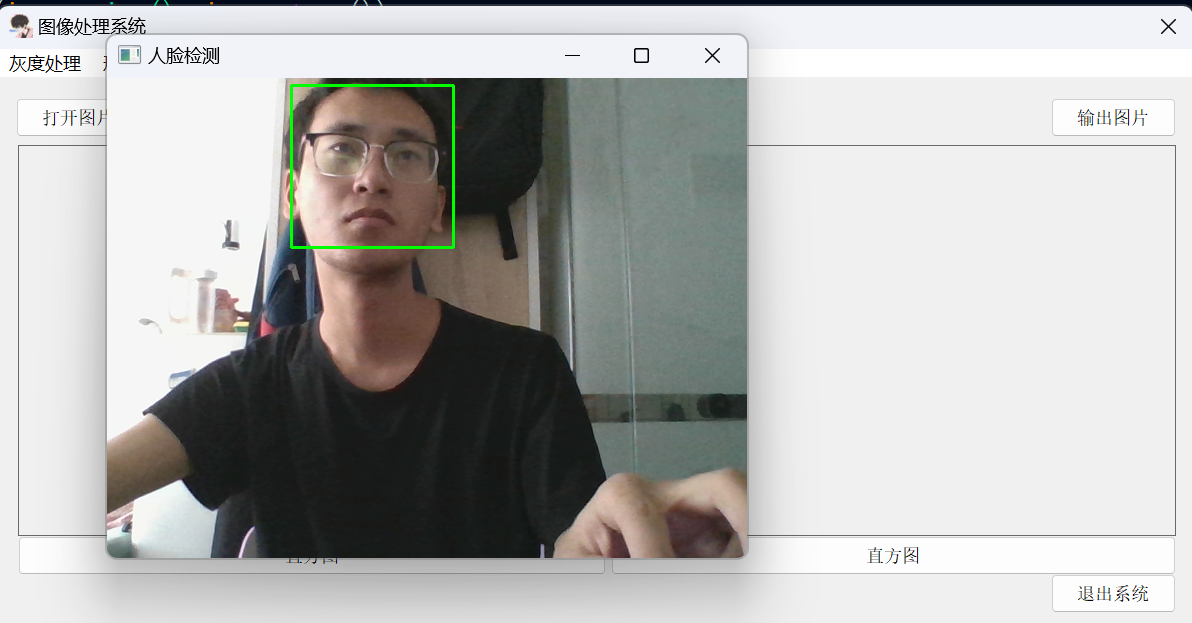 图像处理系统
人脸检测
灰度处理
打开图片
输出图片
直方图
直方图
退出系统